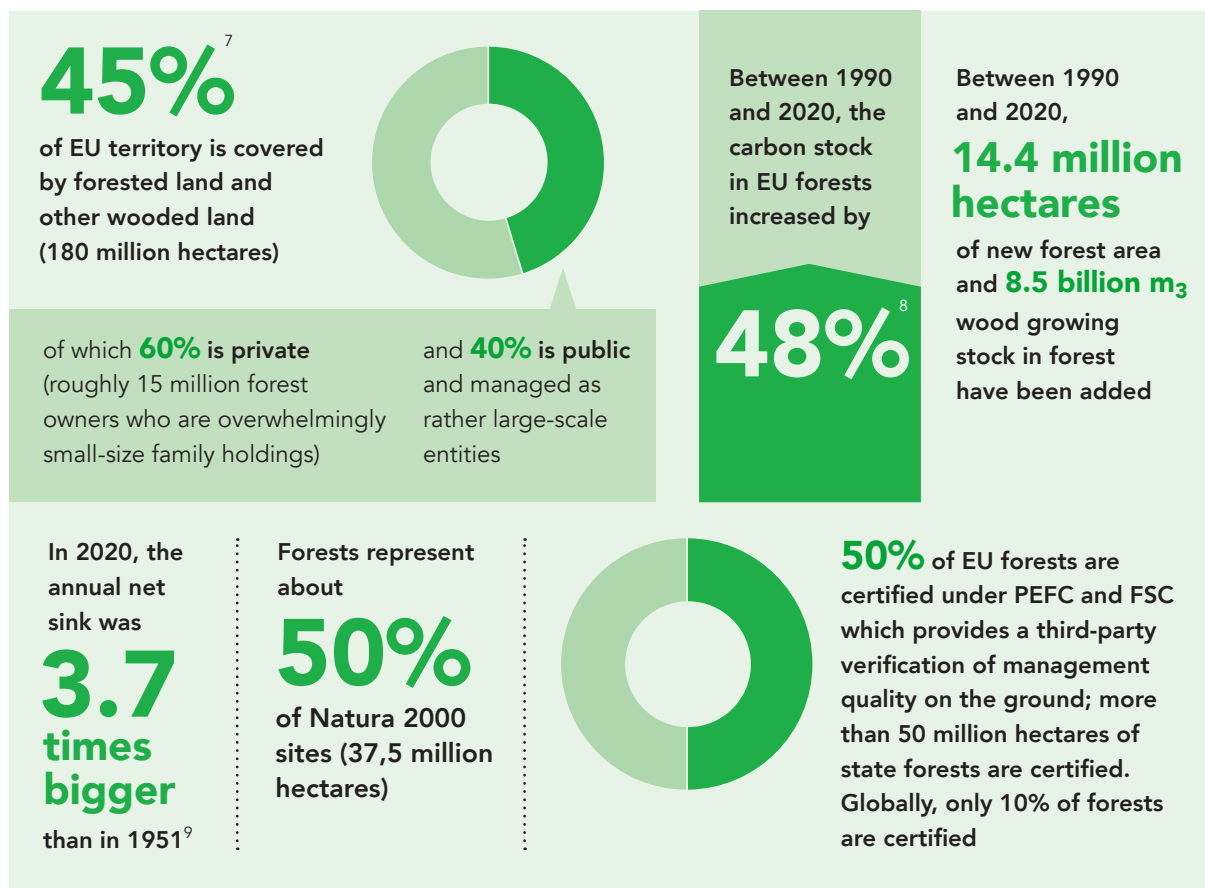 45%7
of EU territory is covered
by forested land and
other wooded land
(180 million hectares)
of which 60% is private
(roughly 15 million forest
owners who are overwhelmingly
small-size family holdings)
and 40% is public
and managed as
rather large-scale
entities
Between 1990
and 2020, the
carbon stock
in EU forests
increased by
48%8
Between 1990
and 2020,
14.4 million
hectares
of new forest area
and 8.5 billion m3
wood growing
stock in forest
have been added
In 2020, the
annual net
sink was
3.7
times
bigger
than in 19519
Forests represent
about
50%
of Natura 2000
sites (37,5 million
hectares)
50% of EU forests are
certified under PEFC and FSC
which provides a third-party
verification of management
quality on the ground; more
than 50 million hectares of
state forests are certified.
Globally, only 10% of forests
are certified